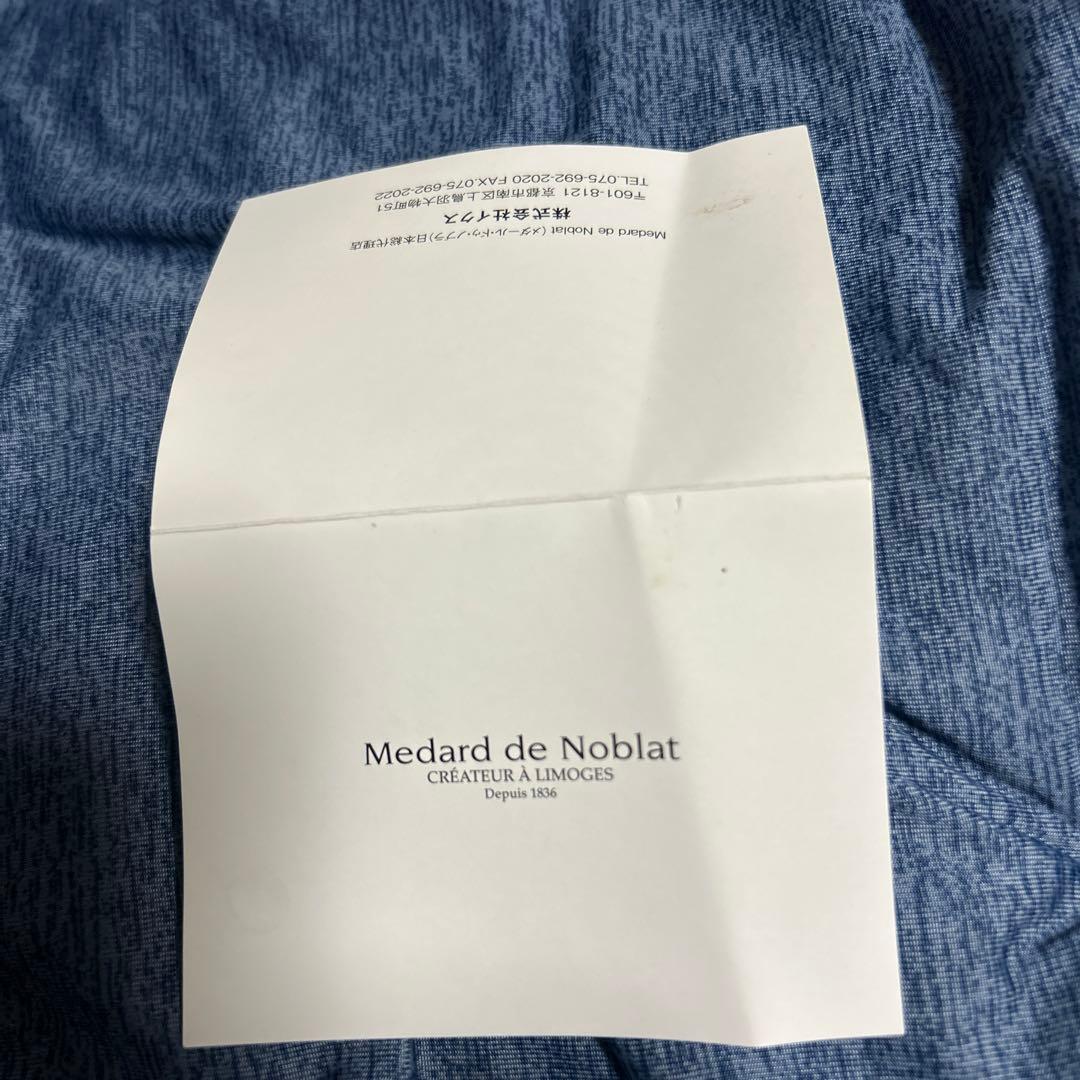 Medard de Noblat (メダール・ドゥ・ノブラ)日本総代理店
株式会社イクス
〒601-8121 京都市南区上鳥羽大物町51
TEL.075-692-2020 FAX.075-692-2022
Medard de Noblat
CRÉATEUR À LIMOGES
Depuis 1836